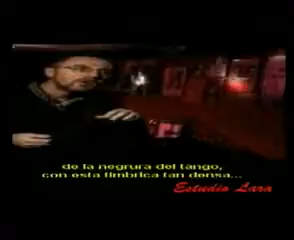 de la negrura del tango,
con esta tímbrica tan densa...
Estudio Lara